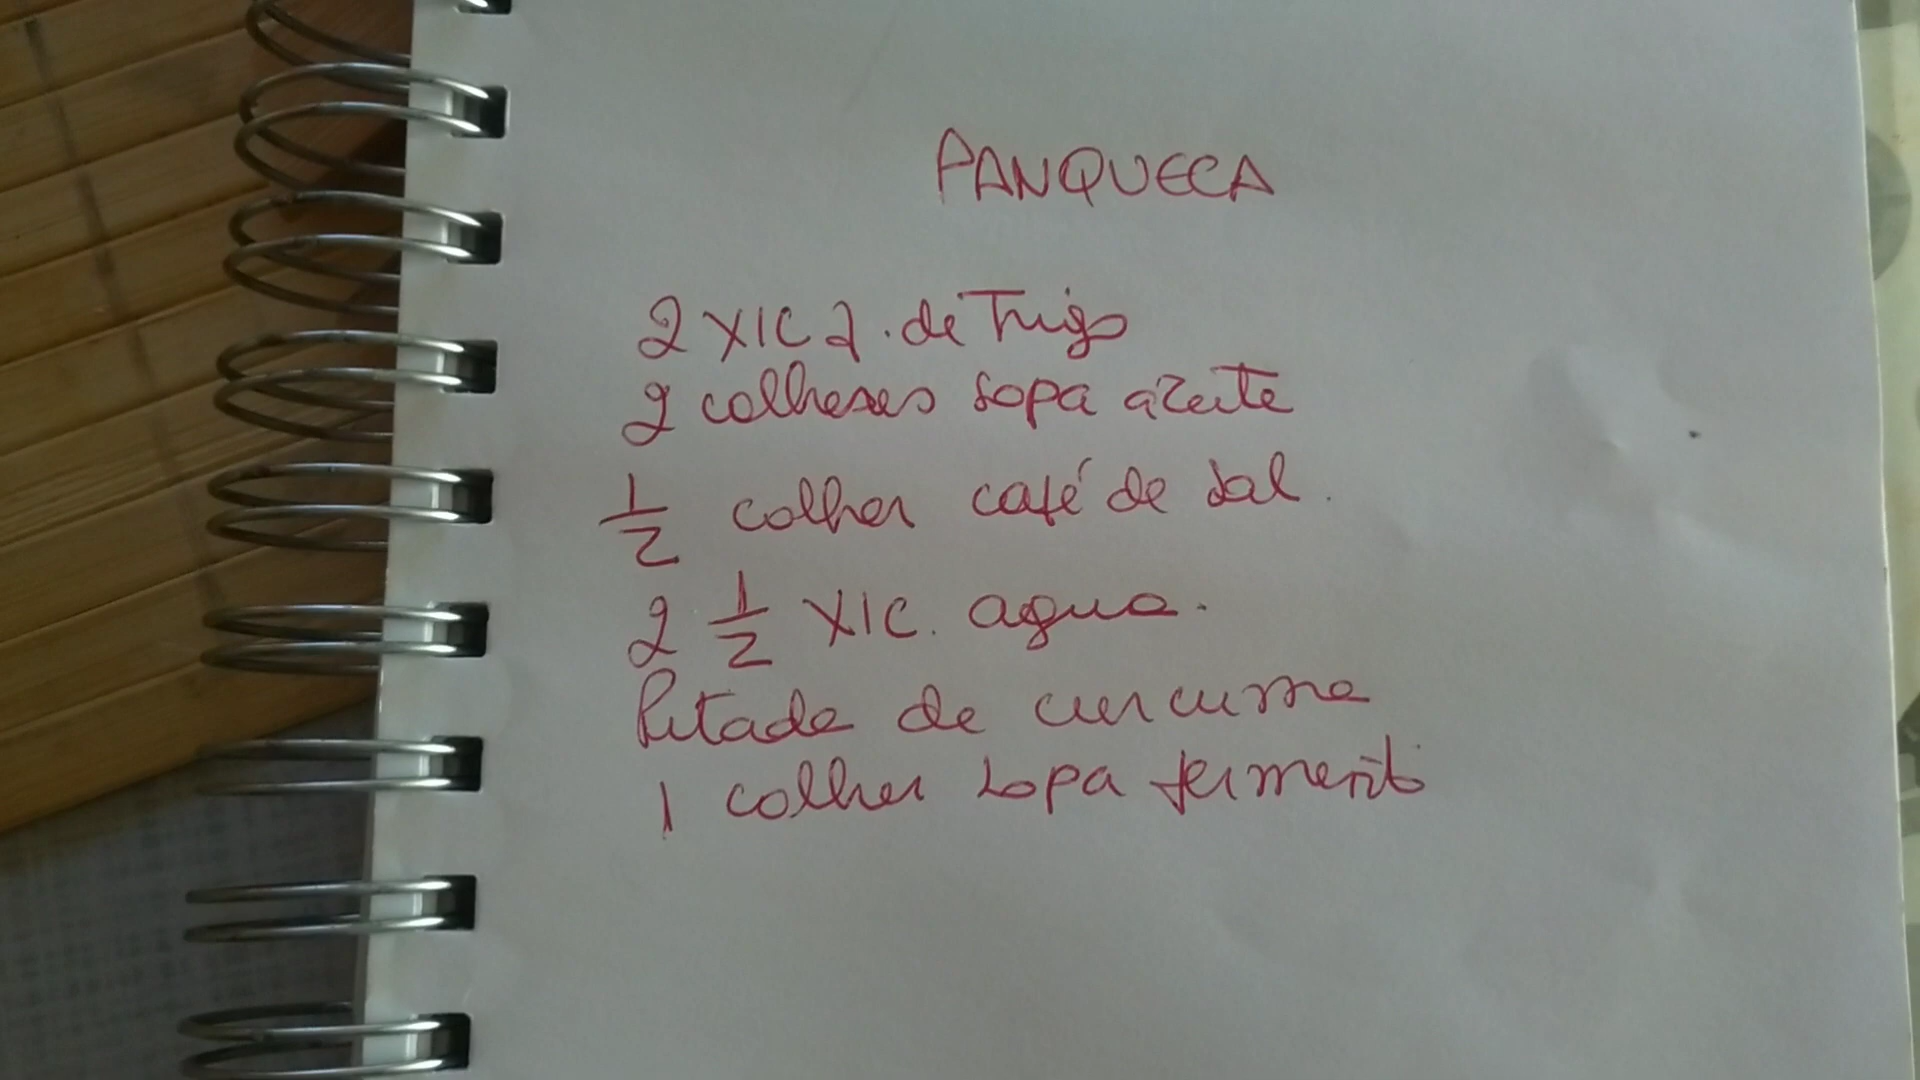 PANQUECA
2 XIC f. de Trigo
2 colheres sopa azeite
1/2 colher café de sal.
2 1/2 XIC. agua.
Pitada de curcuma
1 colher sopa fermento